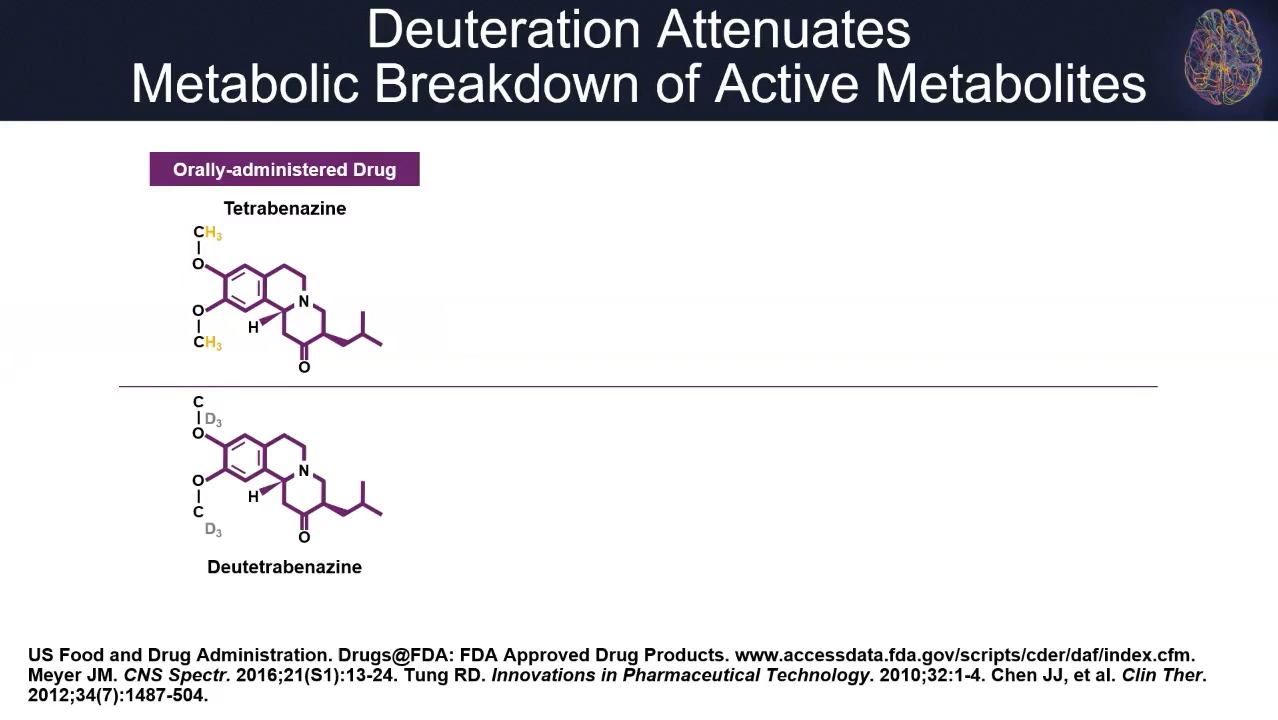 Deuteration Attenuates
Metabolic Breakdown of Active Metabolites
Orally-administered Drug
Tetrabenazine
CH3
O
O
N
H
CH3
O
C
D3
O
N
O
H
C
D3
O
Deutetrabenazine
US Food and Drug Administration. Drugs@FDA: FDA Approved Drug Products. www.accessdata.fda.gov/scripts/cder/daf/index.cfm.
Meyer JM. CNS Spectr. 2016;21(S1):13-24. Tung RD. Innovations in Pharmaceutical Technology. 2010;32:1-4. Chen JJ, et al. Clin Ther.
2012;34(7):1487-504.